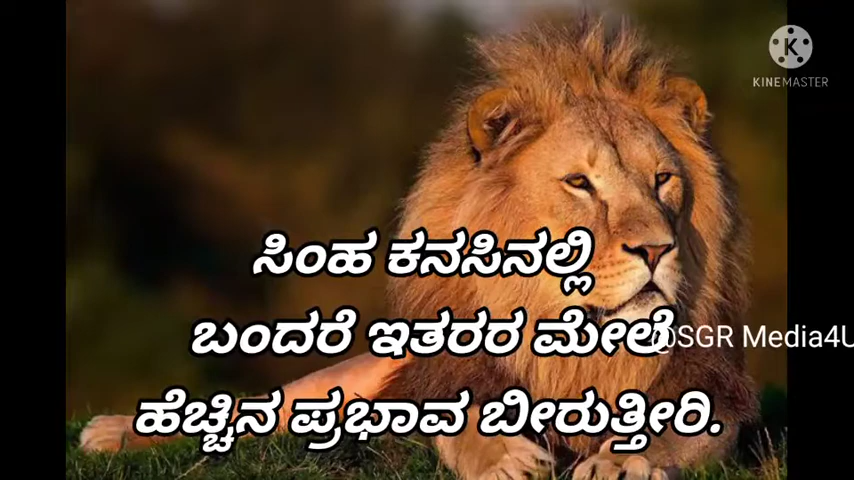 KINEMASTER
ಸಿಂಹ ಕನಸಿನಲ್ಲಿ
ಬಂದರೆ ಇತರರ ಮೇಲೆ
@SGR Media4U
ಹೆಚ್ಚಿನ ಪ್ರಭಾವ ಬೀರುತ್ತೀರಿ.